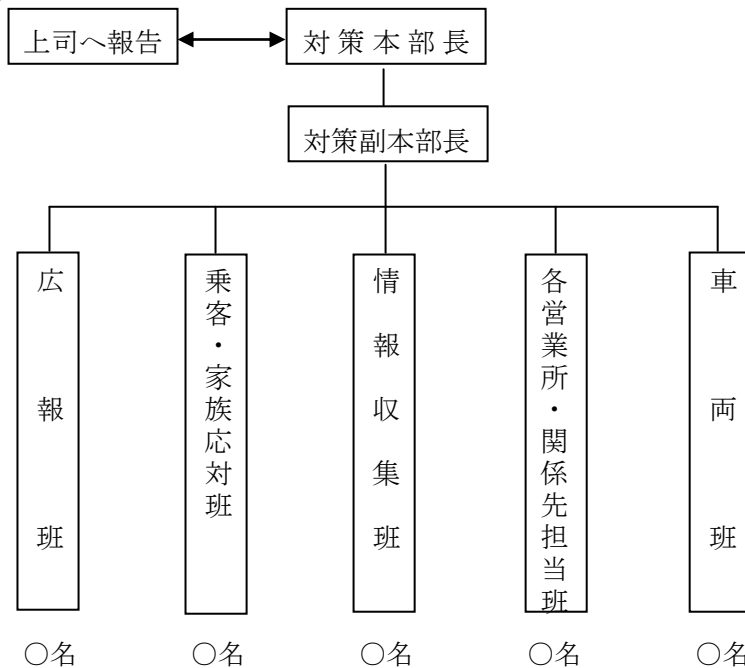 上司へ報告
対策本部長
対策副本部長
広報班
乗客・家族応対班
情報収集班
各営業所・関係先担当班
車両班
○名
○名
○名
○名
○名